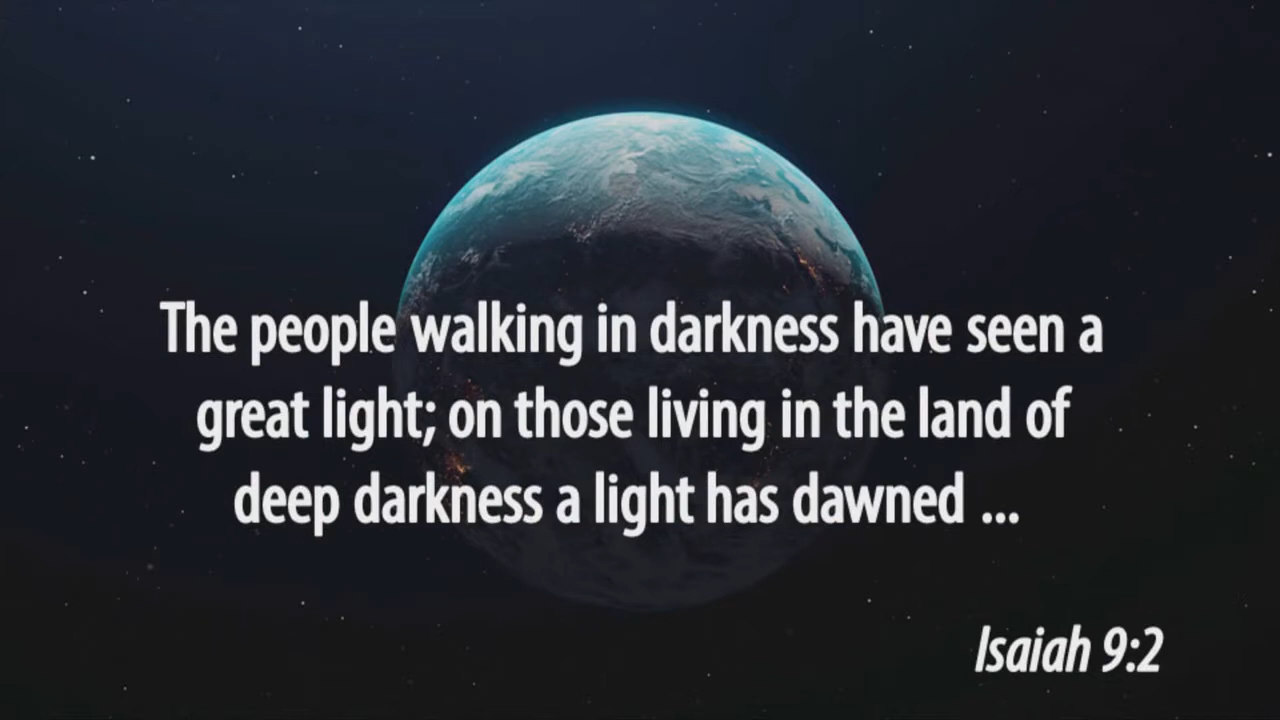 The people walking in darkness have seen a
great light; on those living in the land of
deep darkness a light has dawned ...
Isaiah 9:2